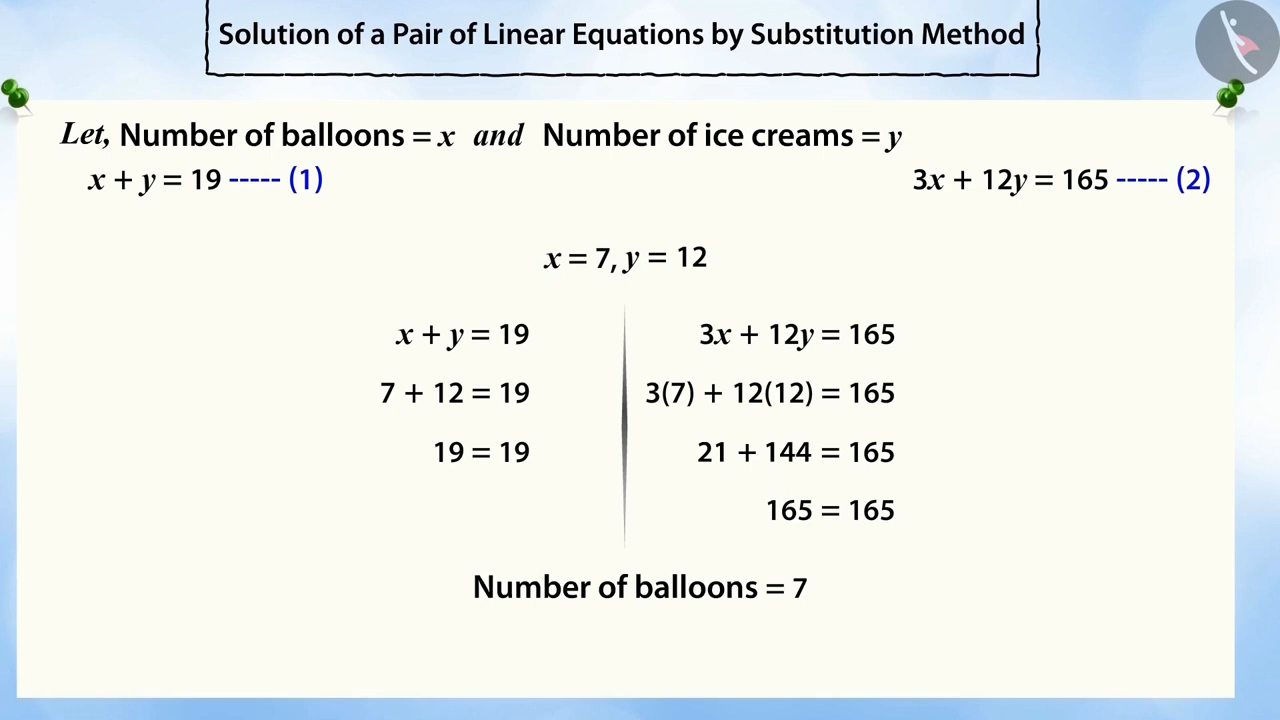 Solution of a Pair of Linear Equations by Substitution Method
Let, Number of balloons = x and Number of ice creams = y
x + y = 19 ----- (1) 3x + 12y = 165 ----- (2)
x = 7, y = 12
x + y = 19 3x + 12y = 165
7 + 12 = 19 3(7) + 12(12) = 165
19 = 19 21 + 144 = 165
165 = 165
Number of balloons = 7